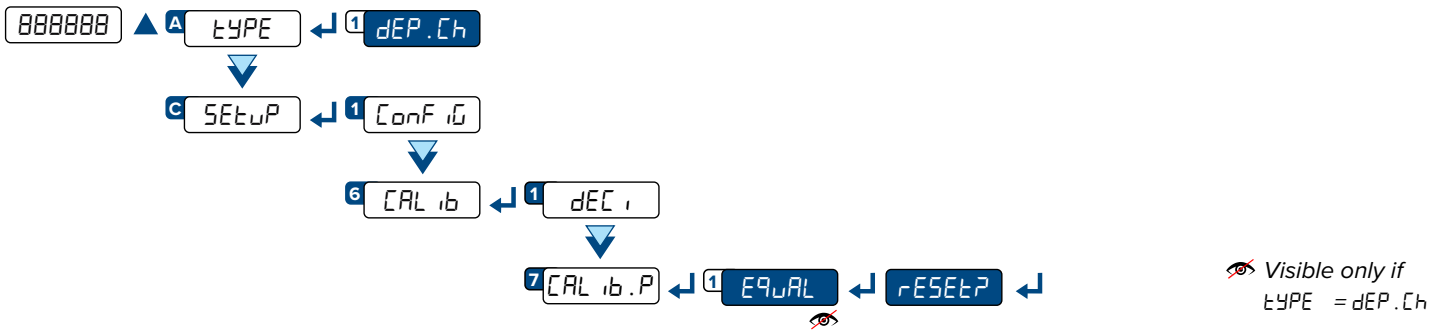 888888 A tYPE 1 dEP.Ch
C SEtuP 1 ConFiG
6 CALib 1 dECi
7 CALib.P 1 EquAL rESEt?
Visible only if
tYPE = dEP.Ch